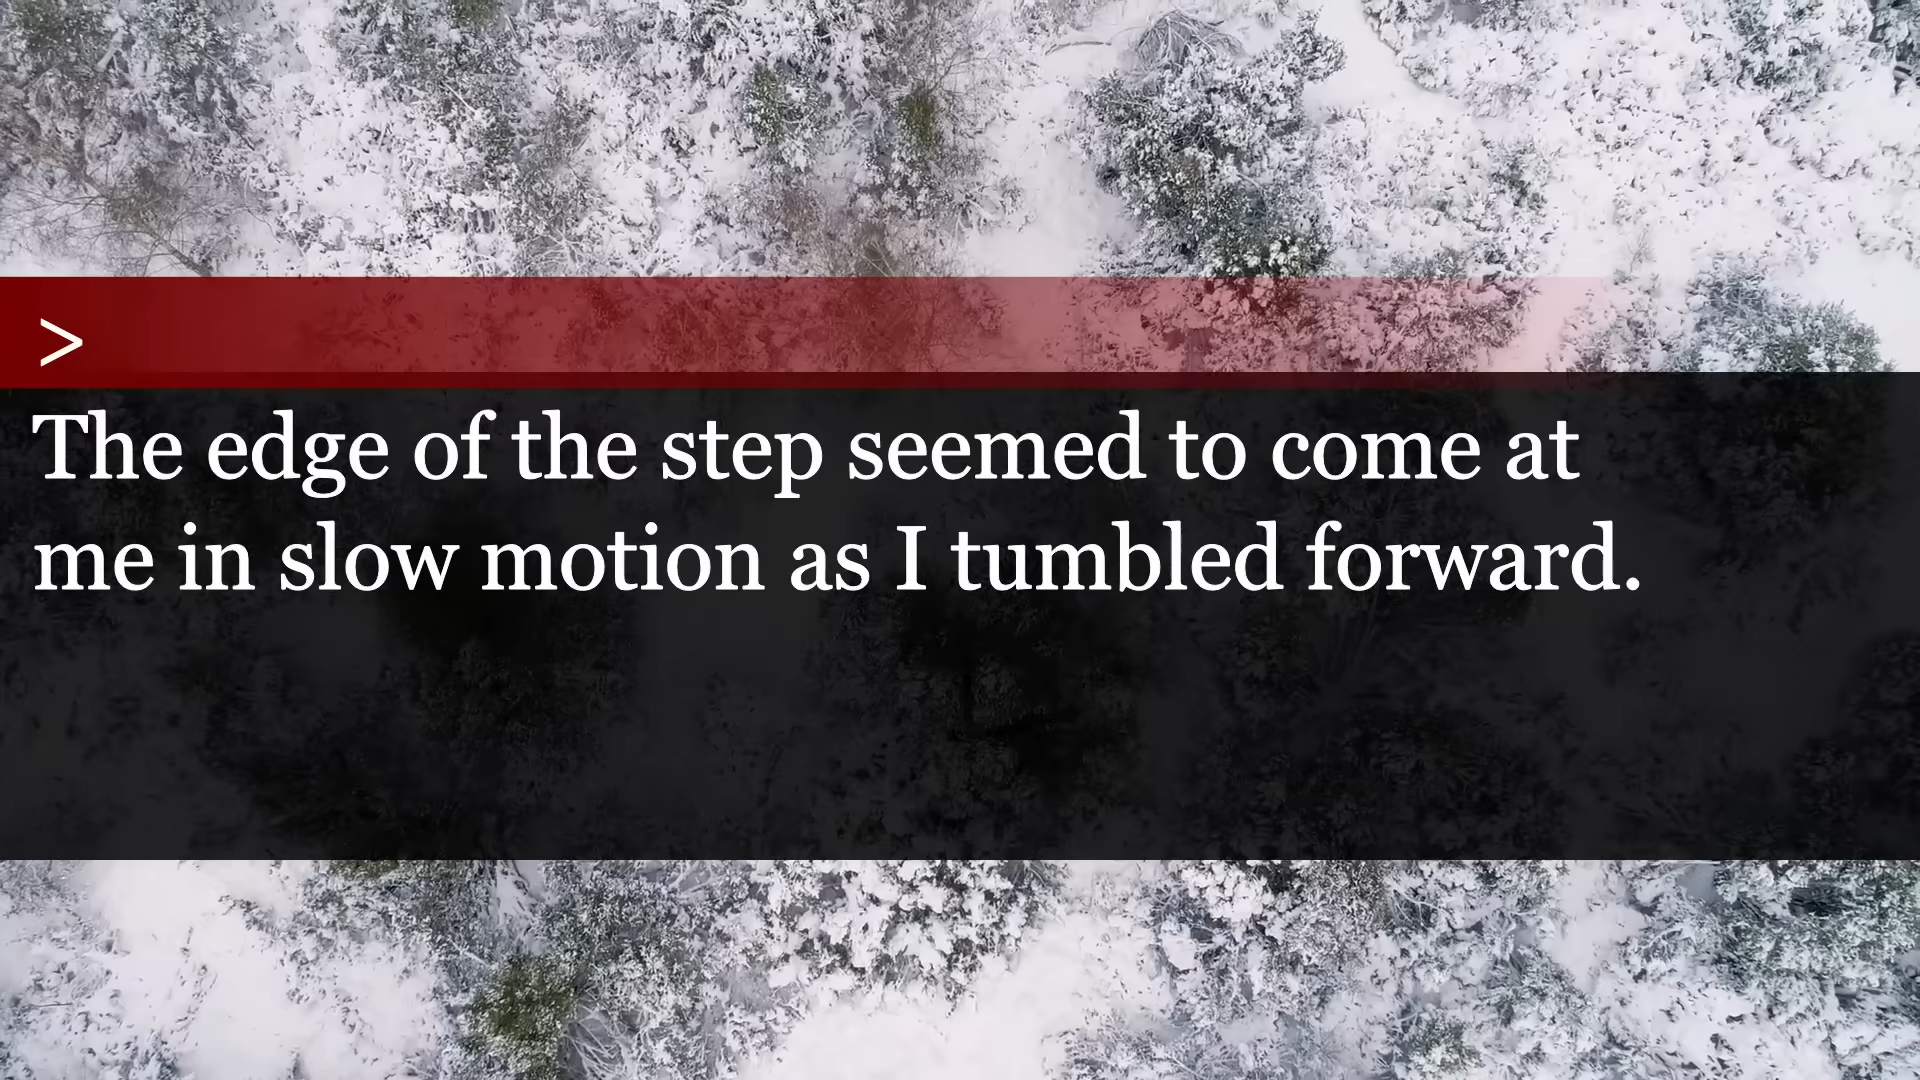 >
The edge of the step seemed to come at
me in slow motion as I tumbled forward.